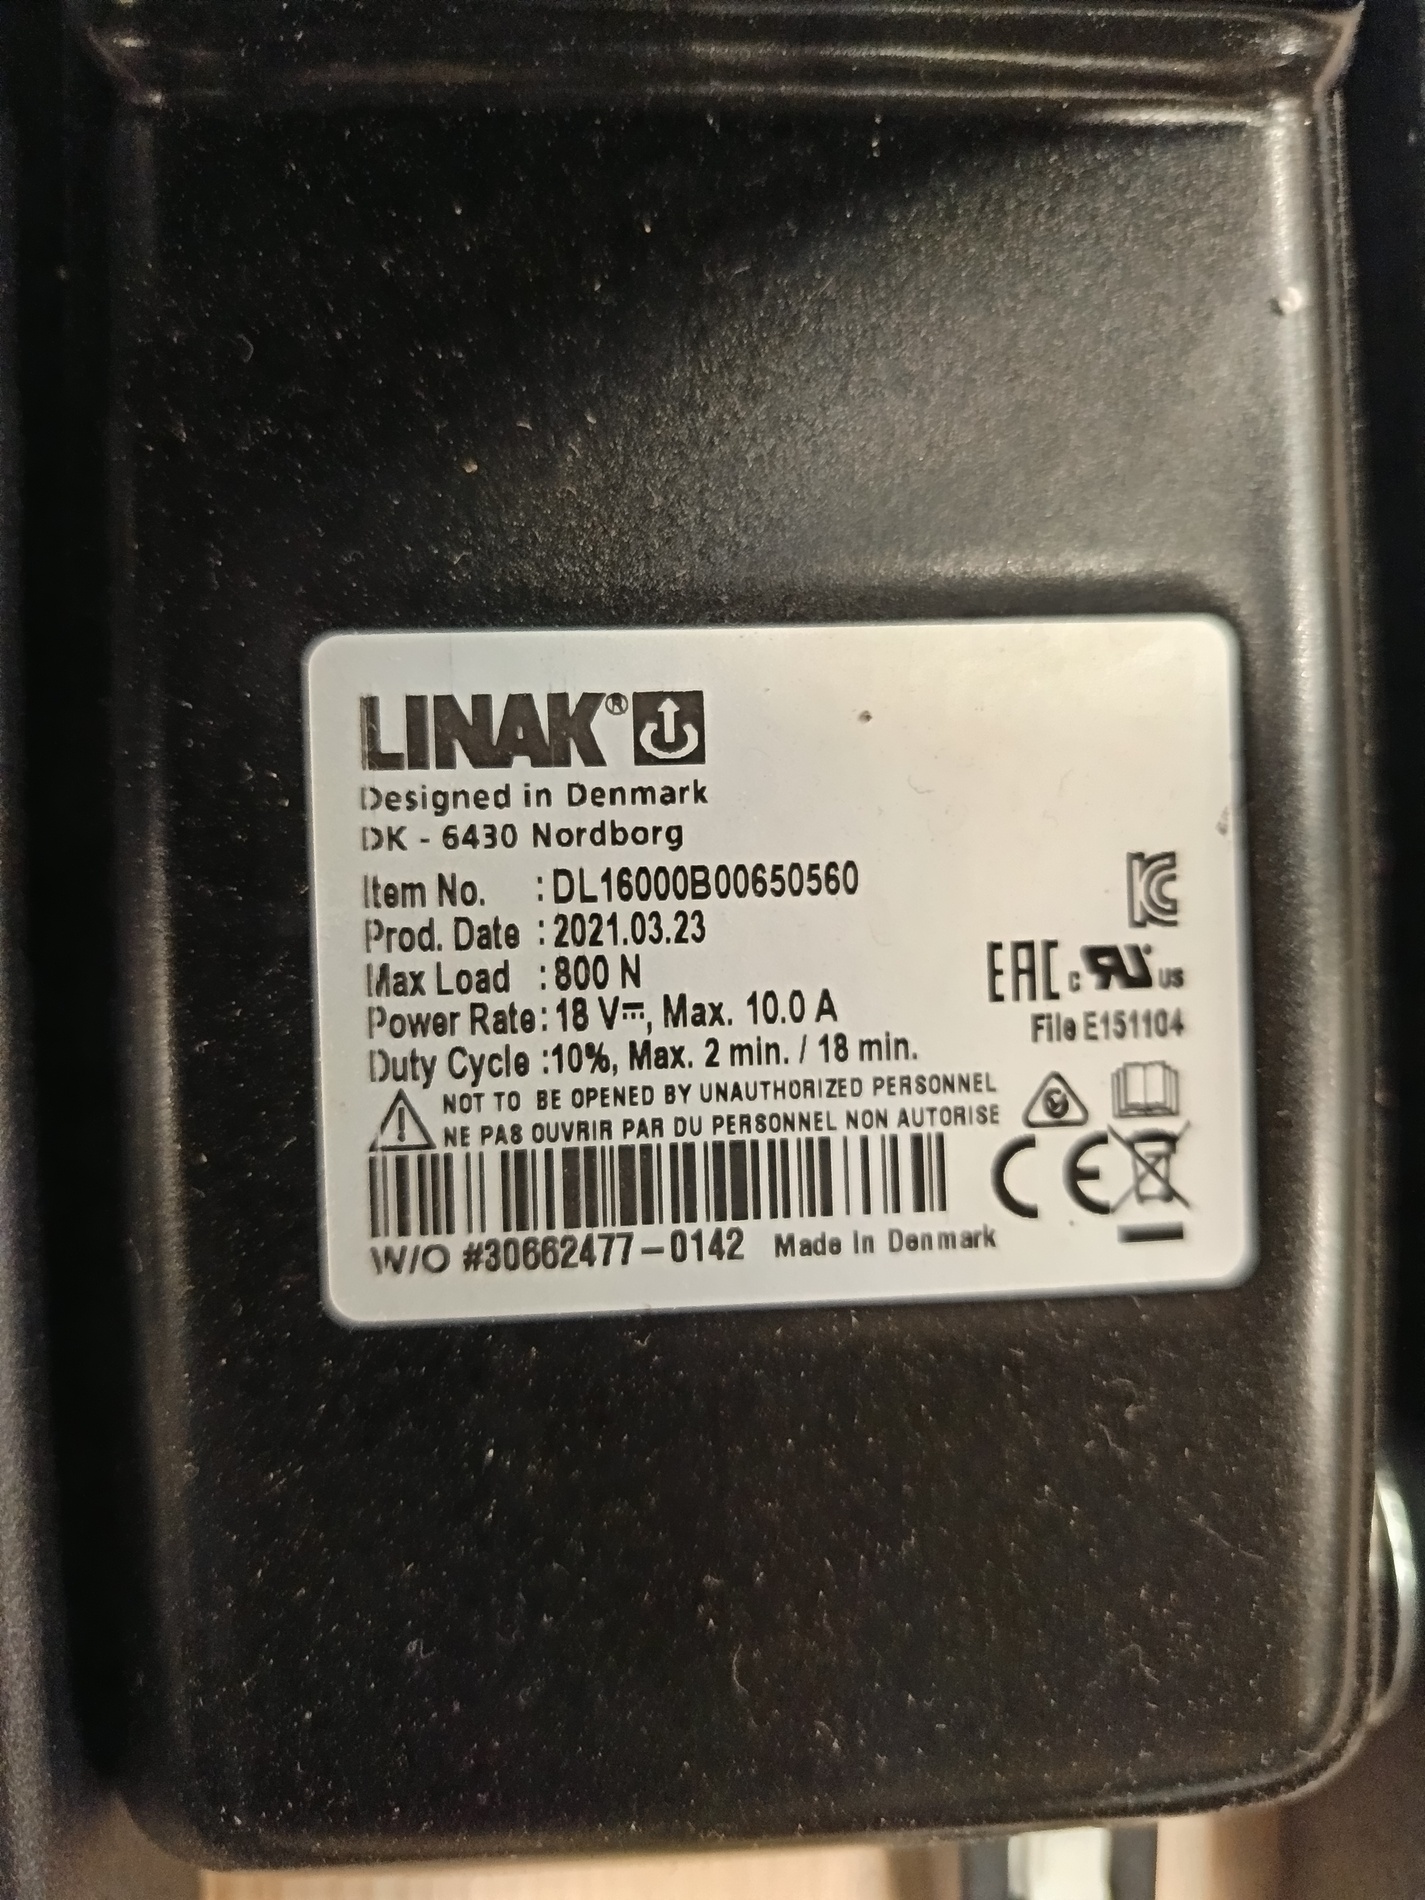 LINAK®
Designed in Denmark
DK - 6430 Nordborg
Item No. : DL16000B00650560
Prod. Date : 2021.03.23
Max Load : 800 N
Power Rate: 18 V⎓, Max. 10.0 A
Duty Cycle :10%, Max. 2 min. / 18 min.
NOT TO BE OPENED BY UNAUTHORIZED PERSONNEL
NE PAS OUVRIR PAR DU PERSONNEL NON AUTORISE
W/O #30662477-0142 Made In Denmark
KC
EAC c RU us
File E151104
CE